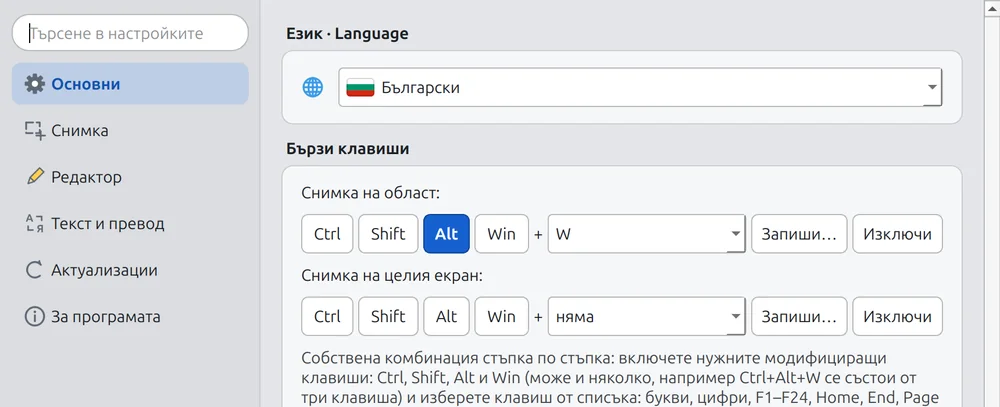 Търсене в настройките
Основни
Снимка
Редактор
Текст и превод
Актуализации
За програмата
Език · Language
Български
Бързи клавиши
Снимка на област:
Ctrl Shift Alt Win + W Запиши... Изключи
Снимка на целия екран:
Ctrl Shift Alt Win + няма Запиши... Изключи
Собствена комбинация стъпка по стъпка: включете нужните модифициращи
клавиши: Ctrl, Shift, Alt и Win (може и няколко, например Ctrl+Alt+W се състои от
три клавиша) и изберете клавиш от списъка: букви, цифри, F1–F24, Home, End, Page